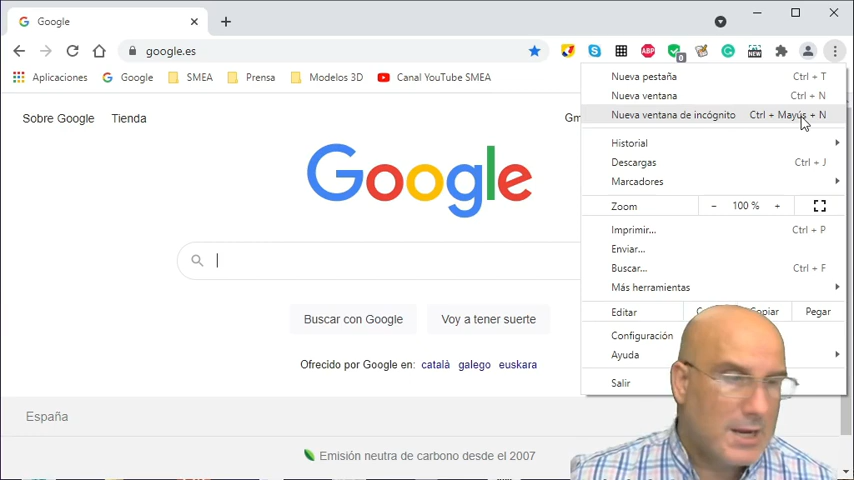 Google
google.es
ABP
0
NEW
Aplicaciones Google SMEA Prensa Modelos 3D Canal YouTube SMEA
Sobre Google Tienda
Gm
Google
Buscar con Google Voy a tener suerte
Ofrecido por Google en: català galego euskara
España
Emisión neutra de carbono desde el 2007
Nueva pestaña Ctrl + T
Nueva ventana Ctrl + N
Nueva ventana de incógnito Ctrl + Mayús + N
Historial
Descargas Ctrl + J
Marcadores
Zoom − 100 % +
Imprimir... Ctrl + P
Enviar...
Buscar... Ctrl + F
Más herramientas
Editar Pegar
Configuración
Ayuda
Salir